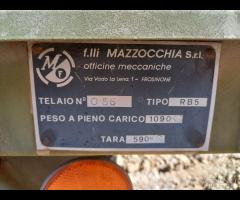 f.lli MAZZOCCHIA S.r.l.
officine meccaniche
Via Vado la Lena, 1 - FROSINONE
MF
TELAIO N° 056 TIPO RB5
PESO A PIENO CARICO 1090
TARA 590